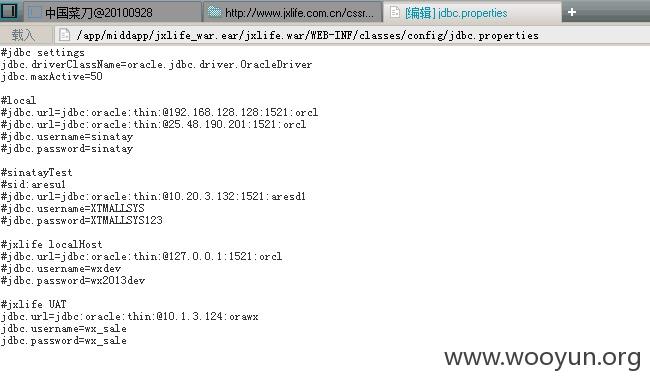 中国菜刀@20100928
http://www.jxlife.com.cn/cssr...
[编辑] jdbc.properties
载入
/app/middapp/jxlife_war.ear/jxlife.war/WEB-INF/classes/config/jdbc.properties
#jdbc settings
jdbc.driverClassName=oracle.jdbc.driver.OracleDriver
jdbc.maxActive=50
#local
#jdbc.url=jdbc:oracle:thin:@192.168.128.128:1521:orcl
#jdbc.url=jdbc:oracle:thin:@25.48.190.201:1521:orcl
#jdbc.username=sinatay
#jdbc.password=sinatay
#sinatayTest
#sid:aresu1
#jdbc.url=jdbc:oracle:thin:@10.20.3.132:1521:aresd1
#jdbc.username=XTMALLSYS
#jdbc.password=XTMALLSYS123
#jxlife localHost
#jdbc.url=jdbc:oracle:thin:@127.0.0.1:1521:orcl
#jdbc.username=wxdev
#jdbc.password=wx2013dev
#jxlife UAT
jdbc.url=jdbc:oracle:thin:@10.1.3.124:orawx
jdbc.username=wx_sale
jdbc.password=wx_sale
www.wooyun.org